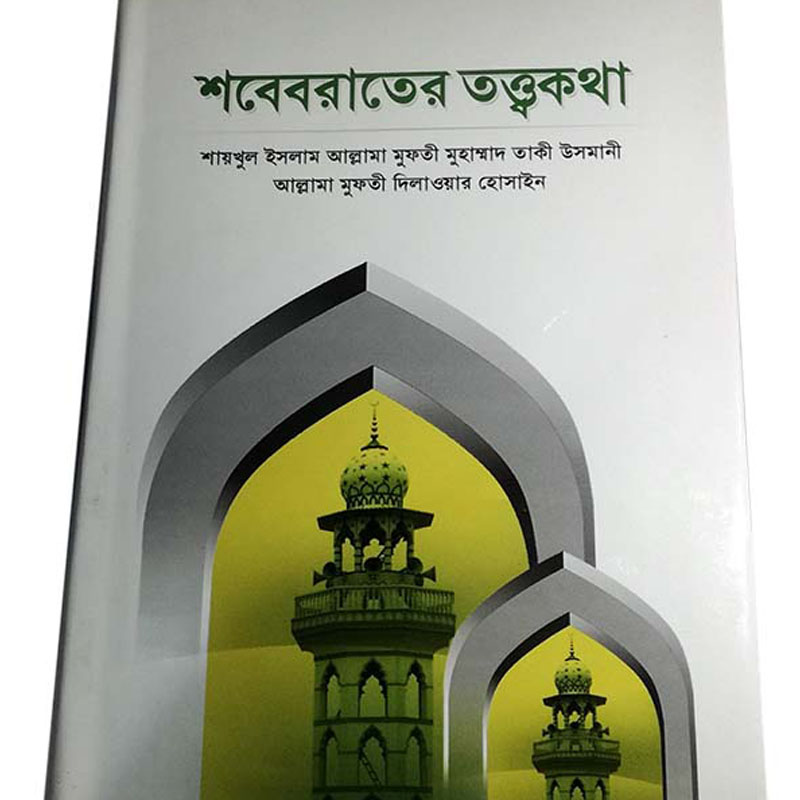 শবেবরাতের তত্ত্বকথা
শায়খুল ইসলাম আল্লামা মুফতী মুহাম্মাদ তাকী উসমানী
আল্লামা মুফতী দিলাওয়ার হোসাইন